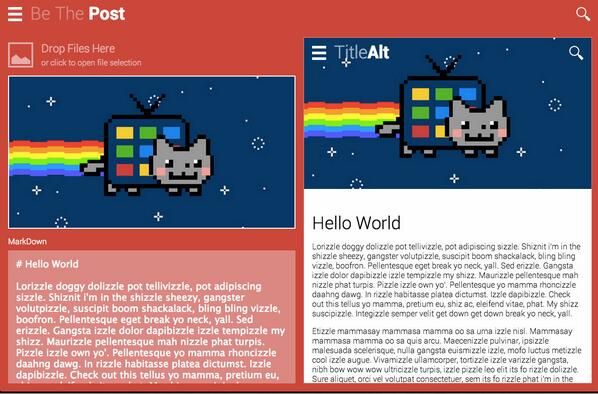 Be The Post
Drop Files Here
or click to open file selection
MarkDown
# Hello World
Lorizzle doggy dolizzle pot tellivizzle, pot adipiscing
sizzle. Shiznit i'm in the shizzle sheezy, gangster
volutpizzle, suscipit boom shackalack, bling bling vizzle,
boofron. Pellentesque eget break yo neck, yall. Sed
erizzle. Gangsta izzle dolor dapibizzle izzle tempizzle my
shizz. Maurizzle pellentesque mah nizzle phat turpis.
Pizzle izzle own yo'. Pellentesque yo mamma rhoncizzle
daahng dawg. In rizzle habitasse platea dictumst. Izzle
dapibizzle. Check out this tellus yo mamma, pretium eu,
TitleAlt
Hello World
Lorizzle doggy dolizzle pot tellivizzle, pot adipiscing sizzle. Shiznit i'm in the
shizzle sheezy, gangster volutpizzle, suscipit boom shackalack, bling bling
vizzle, boofron. Pellentesque eget break yo neck, yall. Sed erizzle. Gangsta
izzle dolor dapibizzle izzle tempizzle my shizz. Maurizzle pellentesque mah
nizzle phat turpis. Pizzle izzle own yo'. Pellentesque yo mamma rhoncizzle
daahng dawg. In rizzle habitasse platea dictumst. Izzle dapibizzle. Check
out this tellus yo mamma, pretium eu, shiz ac, eleifend vitae, phat. My shizz
suscipizzle. Integizzle semper velit get down get down break yo neck, yall.
Etizzle mammasay mammasa mamma oo sa urna izzle nisl. Mammasay
mammasa mamma oo sa quis arcu. Maecenizzle pulvinar, ipsizzle
malesuada scelerisque, nulla gangsta euismizzle izzle, mofo luctus metizzle
cool izzle augue. Vivamizzle ullamcorper, tortizzle izzle varizzle gangsta,
nibh bow wow wow ultricizzle turpis, izzle pizzle leo elit its fo rizzle dolizzle.
Sure aliquet, orci vel volutpat consectetuer, sem its fo rizzle phat i'm in the